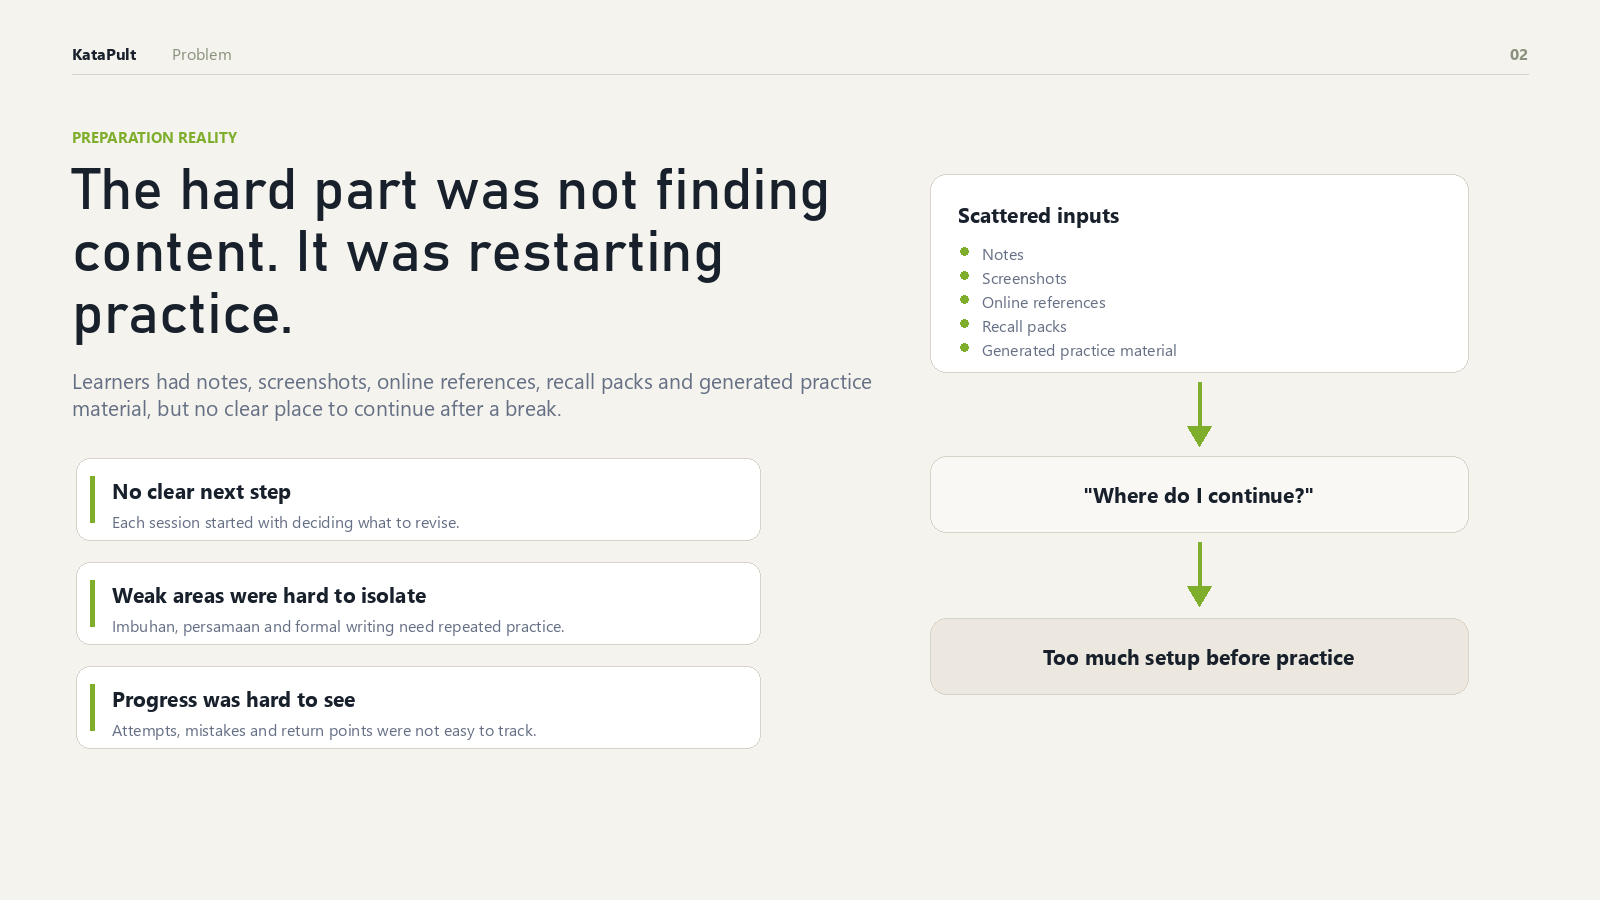 KataPult
Problem
02
PREPARATION REALITY
The hard part was not finding
content. It was restarting
practice.
Learners had notes, screenshots, online references, recall packs and generated practice
material, but no clear place to continue after a break.
No clear next step
Each session started with deciding what to revise.
Weak areas were hard to isolate
Imbuhan, persamaan and formal writing need repeated practice.
Progress was hard to see
Attempts, mistakes and return points were not easy to track.
Scattered inputs
Notes
Screenshots
Online references
Recall packs
Generated practice material
"Where do I continue?"
Too much setup before practice